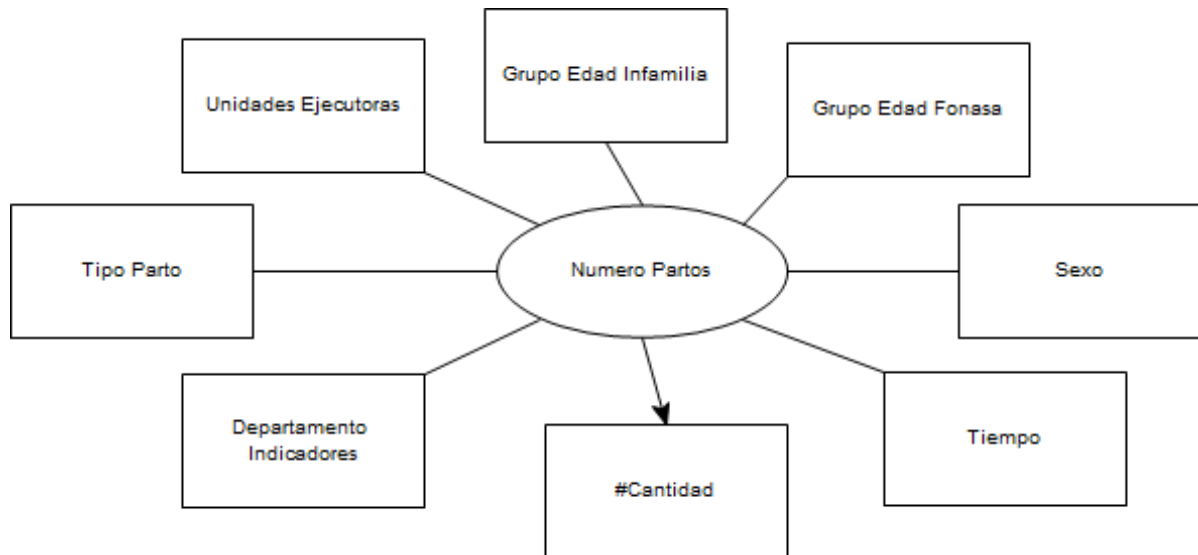 Grupo Edad Infamilia
Unidades Ejecutoras
Grupo Edad Fonasa
Tipo Parto
Numero Partos
Sexo
Departamento
Indicadores
#Cantidad
Tiempo